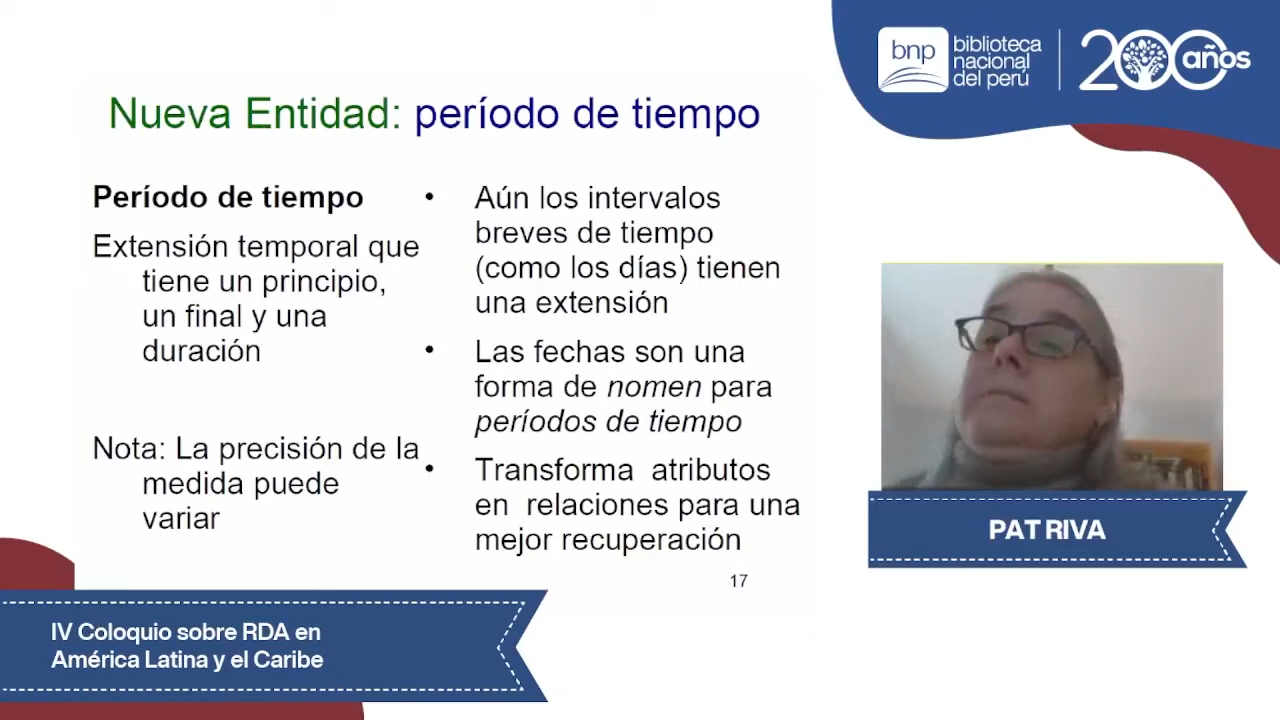 bnp
biblioteca
nacional
del perú
200 años
Nueva Entidad: período de tiempo
Período de tiempo
Extensión temporal que
tiene un principio,
un final y una
duración
Nota: La precisión de la
medida puede
variar
• Aún los intervalos
breves de tiempo
(como los días) tienen
una extensión
• Las fechas son una
forma de nomen para
períodos de tiempo
• Transforma atributos
en relaciones para una
mejor recuperación
17
PAT RIVA
IV Coloquio sobre RDA en
América Latina y el Caribe